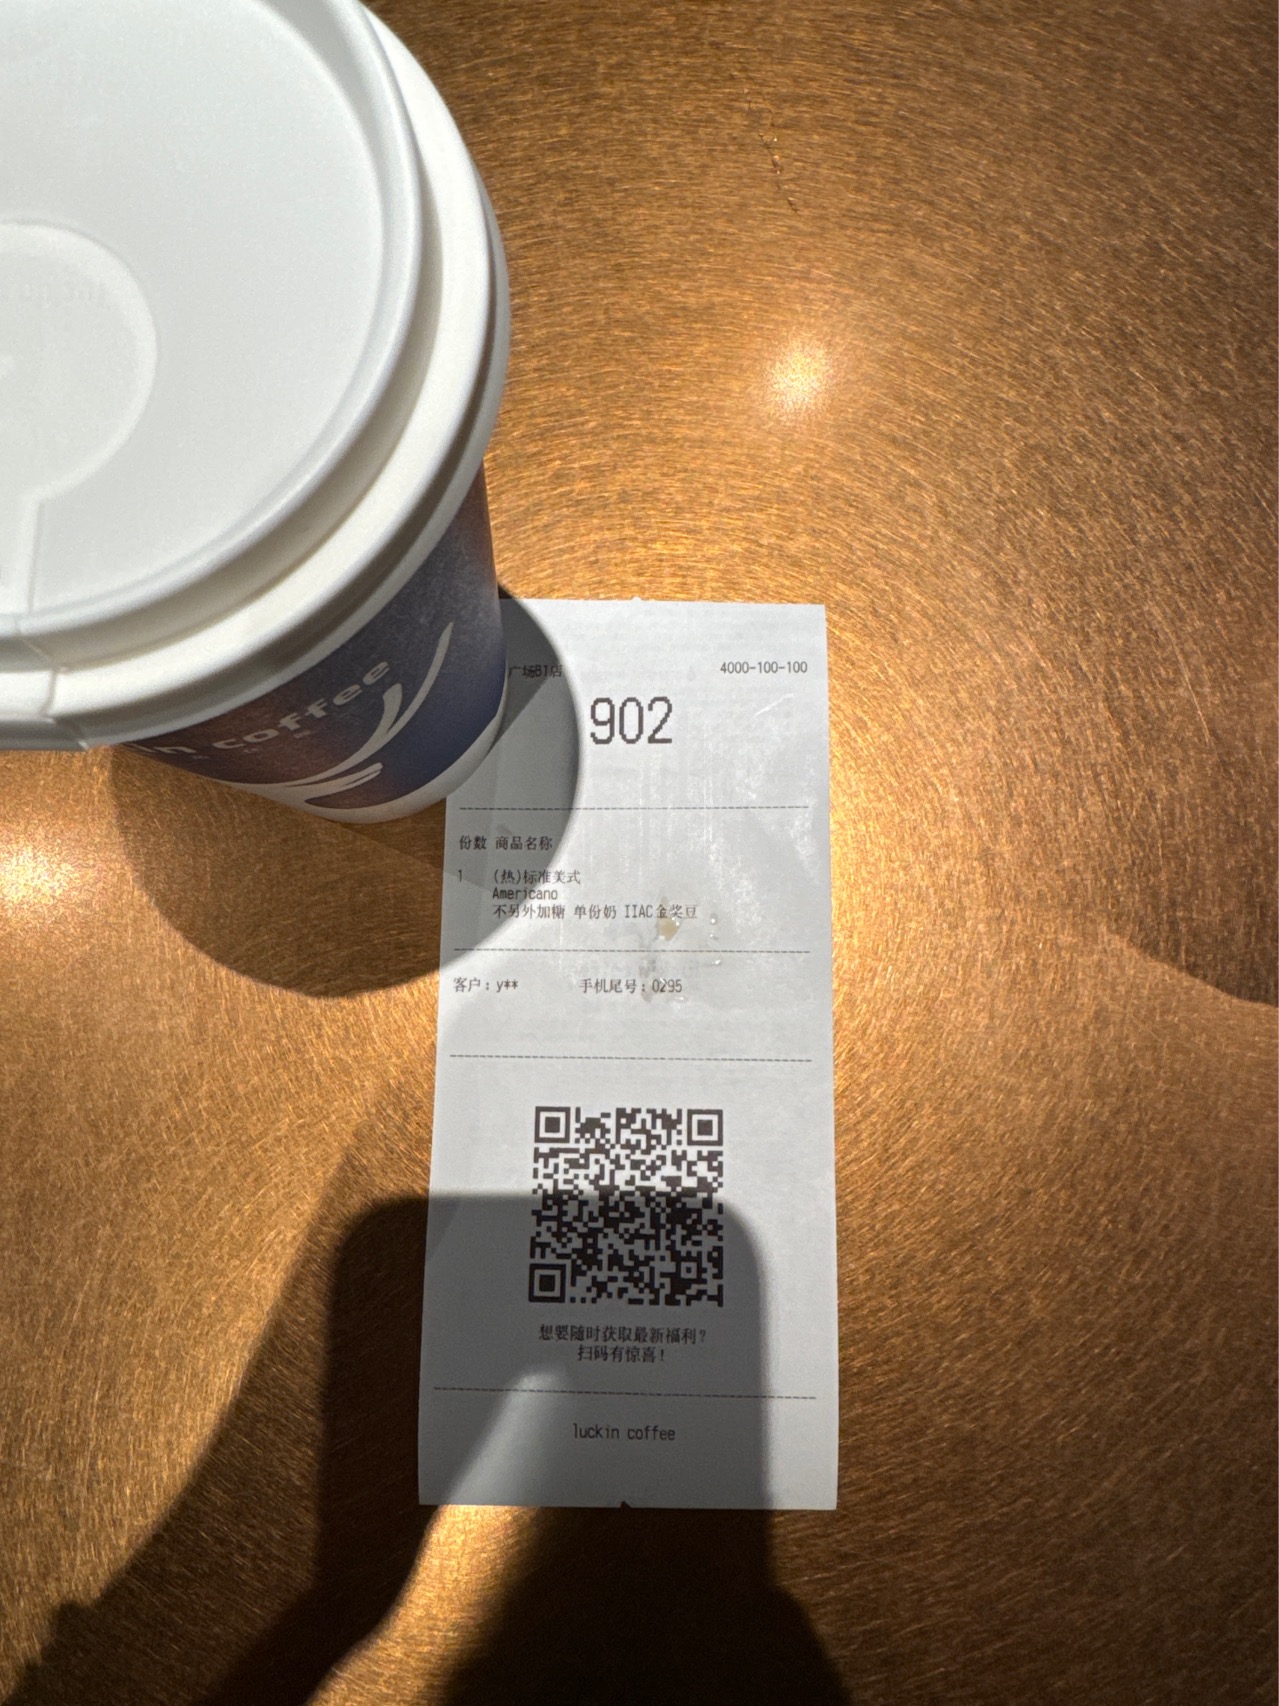 coffee
广场B1店 4000-100-100
902
份数 商品名称
1 (热)标准美式
Americano
不另外加糖 单份奶 IIAC金奖豆
客户：y** 手机尾号：0295
想要随时获取最新福利?
扫码有惊喜!
luckin coffee